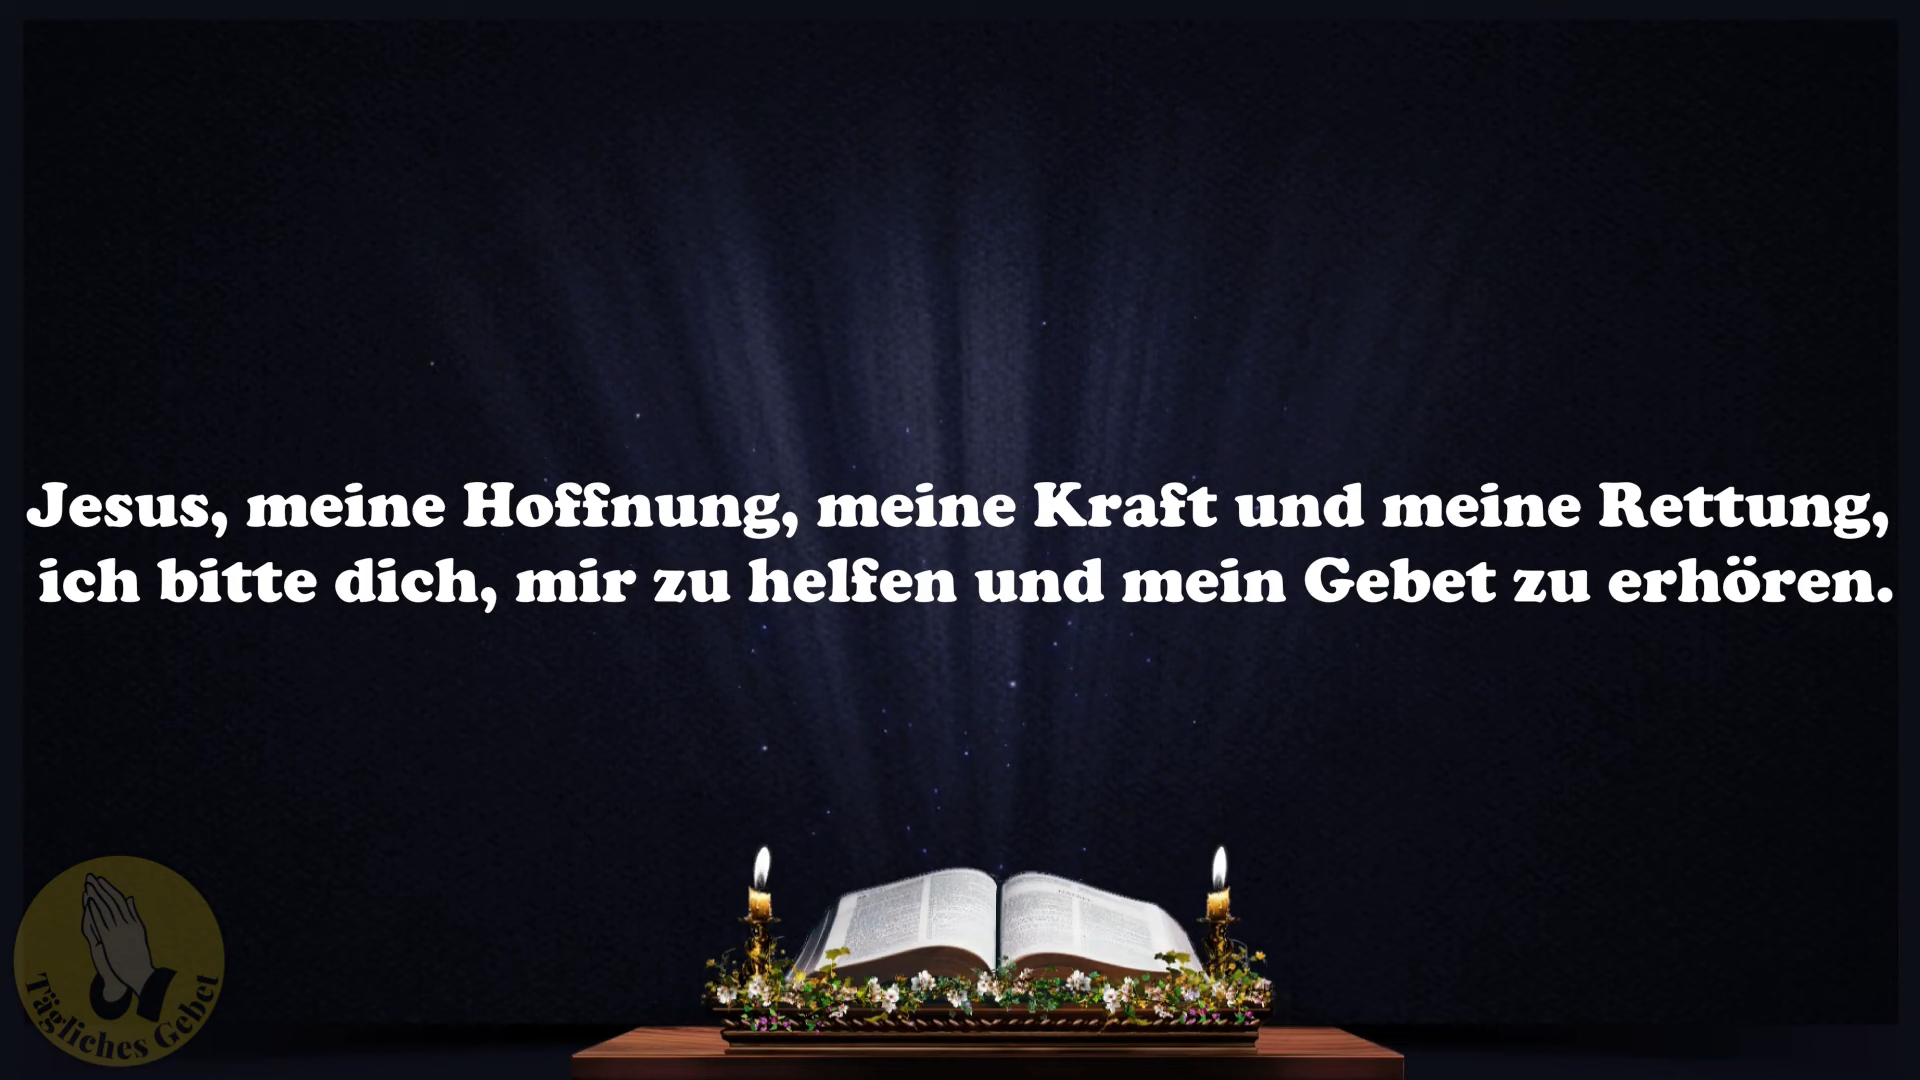 Jesus, meine Hoffnung, meine Kraft und meine Rettung,
ich bitte dich, mir zu helfen und mein Gebet zu erhören.
Tägliches Gebet